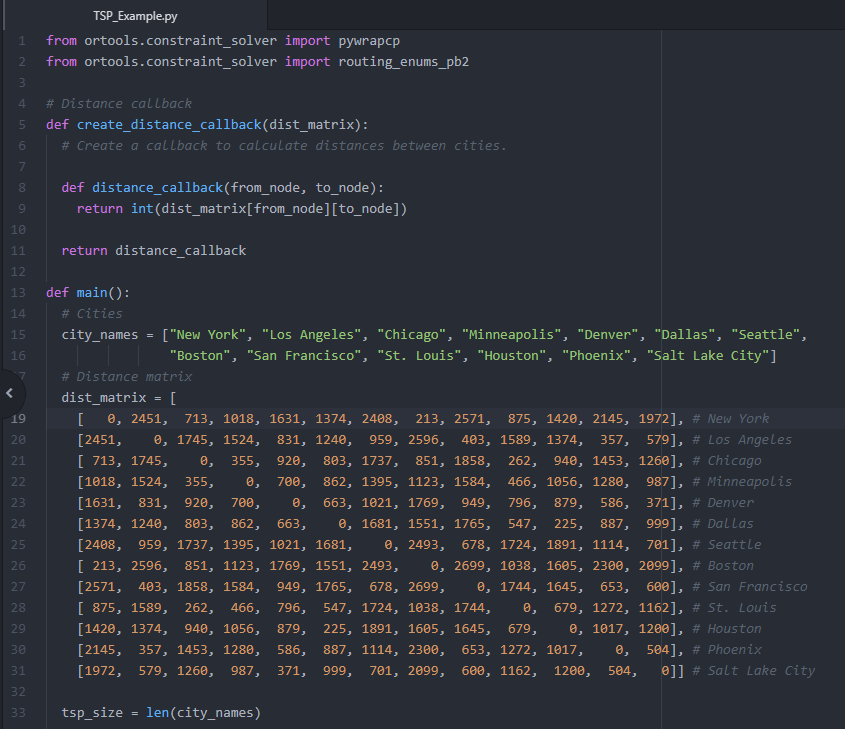 TSP_Example.py
1 from ortools.constraint_solver import pywrapcp
2 from ortools.constraint_solver import routing_enums_pb2
3
4 # Distance callback
5 def create_distance_callback(dist_matrix):
6   # Create a callback to calculate distances between cities.
7
8   def distance_callback(from_node, to_node):
9     return int(dist_matrix[from_node][to_node])
10
11   return distance_callback
12
13 def main():
14   # Cities
15   city_names = ["New York", "Los Angeles", "Chicago", "Minneapolis", "Denver", "Dallas", "Seattle",
16                 "Boston", "San Francisco", "St. Louis", "Houston", "Phoenix", "Salt Lake City"]
7   # Distance matrix
  dist_matrix = [
19     [   0, 2451,  713, 1018, 1631, 1374, 2408,  213, 2571,  875, 1420, 2145, 1972], # New York
20     [2451,    0, 1745, 1524,  831, 1240,  959, 2596,  403, 1589, 1374,  357,  579], # Los Angeles
21     [ 713, 1745,    0,  355,  920,  803, 1737,  851, 1858,  262,  940, 1453, 1260], # Chicago
22     [1018, 1524,  355,    0,  700,  862, 1395, 1123, 1584,  466, 1056, 1280,  987], # Minneapolis
23     [1631,  831,  920,  700,    0,  663, 1021, 1769,  949,  796,  879,  586,  371], # Denver
24     [1374, 1240,  803,  862,  663,    0, 1681, 1551, 1765,  547,  225,  887,  999], # Dallas
25     [2408,  959, 1737, 1395, 1021, 1681,    0, 2493,  678, 1724, 1891, 1114,  701], # Seattle
26     [ 213, 2596,  851, 1123, 1769, 1551, 2493,    0, 2699, 1038, 1605, 2300, 2099], # Boston
27     [2571,  403, 1858, 1584,  949, 1765,  678, 2699,    0, 1744, 1645,  653,  600], # San Francisco
28     [ 875, 1589,  262,  466,  796,  547, 1724, 1038, 1744,    0,  679, 1272, 1162], # St. Louis
29     [1420, 1374,  940, 1056,  879,  225, 1891, 1605, 1645,  679,    0, 1017, 1200], # Houston
30     [2145,  357, 1453, 1280,  586,  887, 1114, 2300,  653, 1272, 1017,    0,  504], # Phoenix
31     [1972,  579, 1260,  987,  371,  999,  701, 2099,  600, 1162,  1200,  504,   0]] # Salt Lake City
32
33   tsp_size = len(city_names)